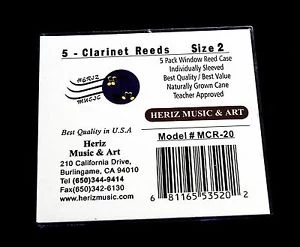 5 - Clarinet Reeds Size 2
5 Pack Window Reed Case
Individually Sleeved
Best Quality / Best Value
Naturally Grown Cane
Teacher Approved
HERIZ
MUSIC
HERIZ MUSIC & ART
Best Quality in U.S.A
Heriz
Music & Art
210 California Drive,
Burlingame, CA 94010
Tel (650)344-9414
Fax(650)342-6130
www.herizmusic.com
Model # MCR-20
6 81165 53520 2